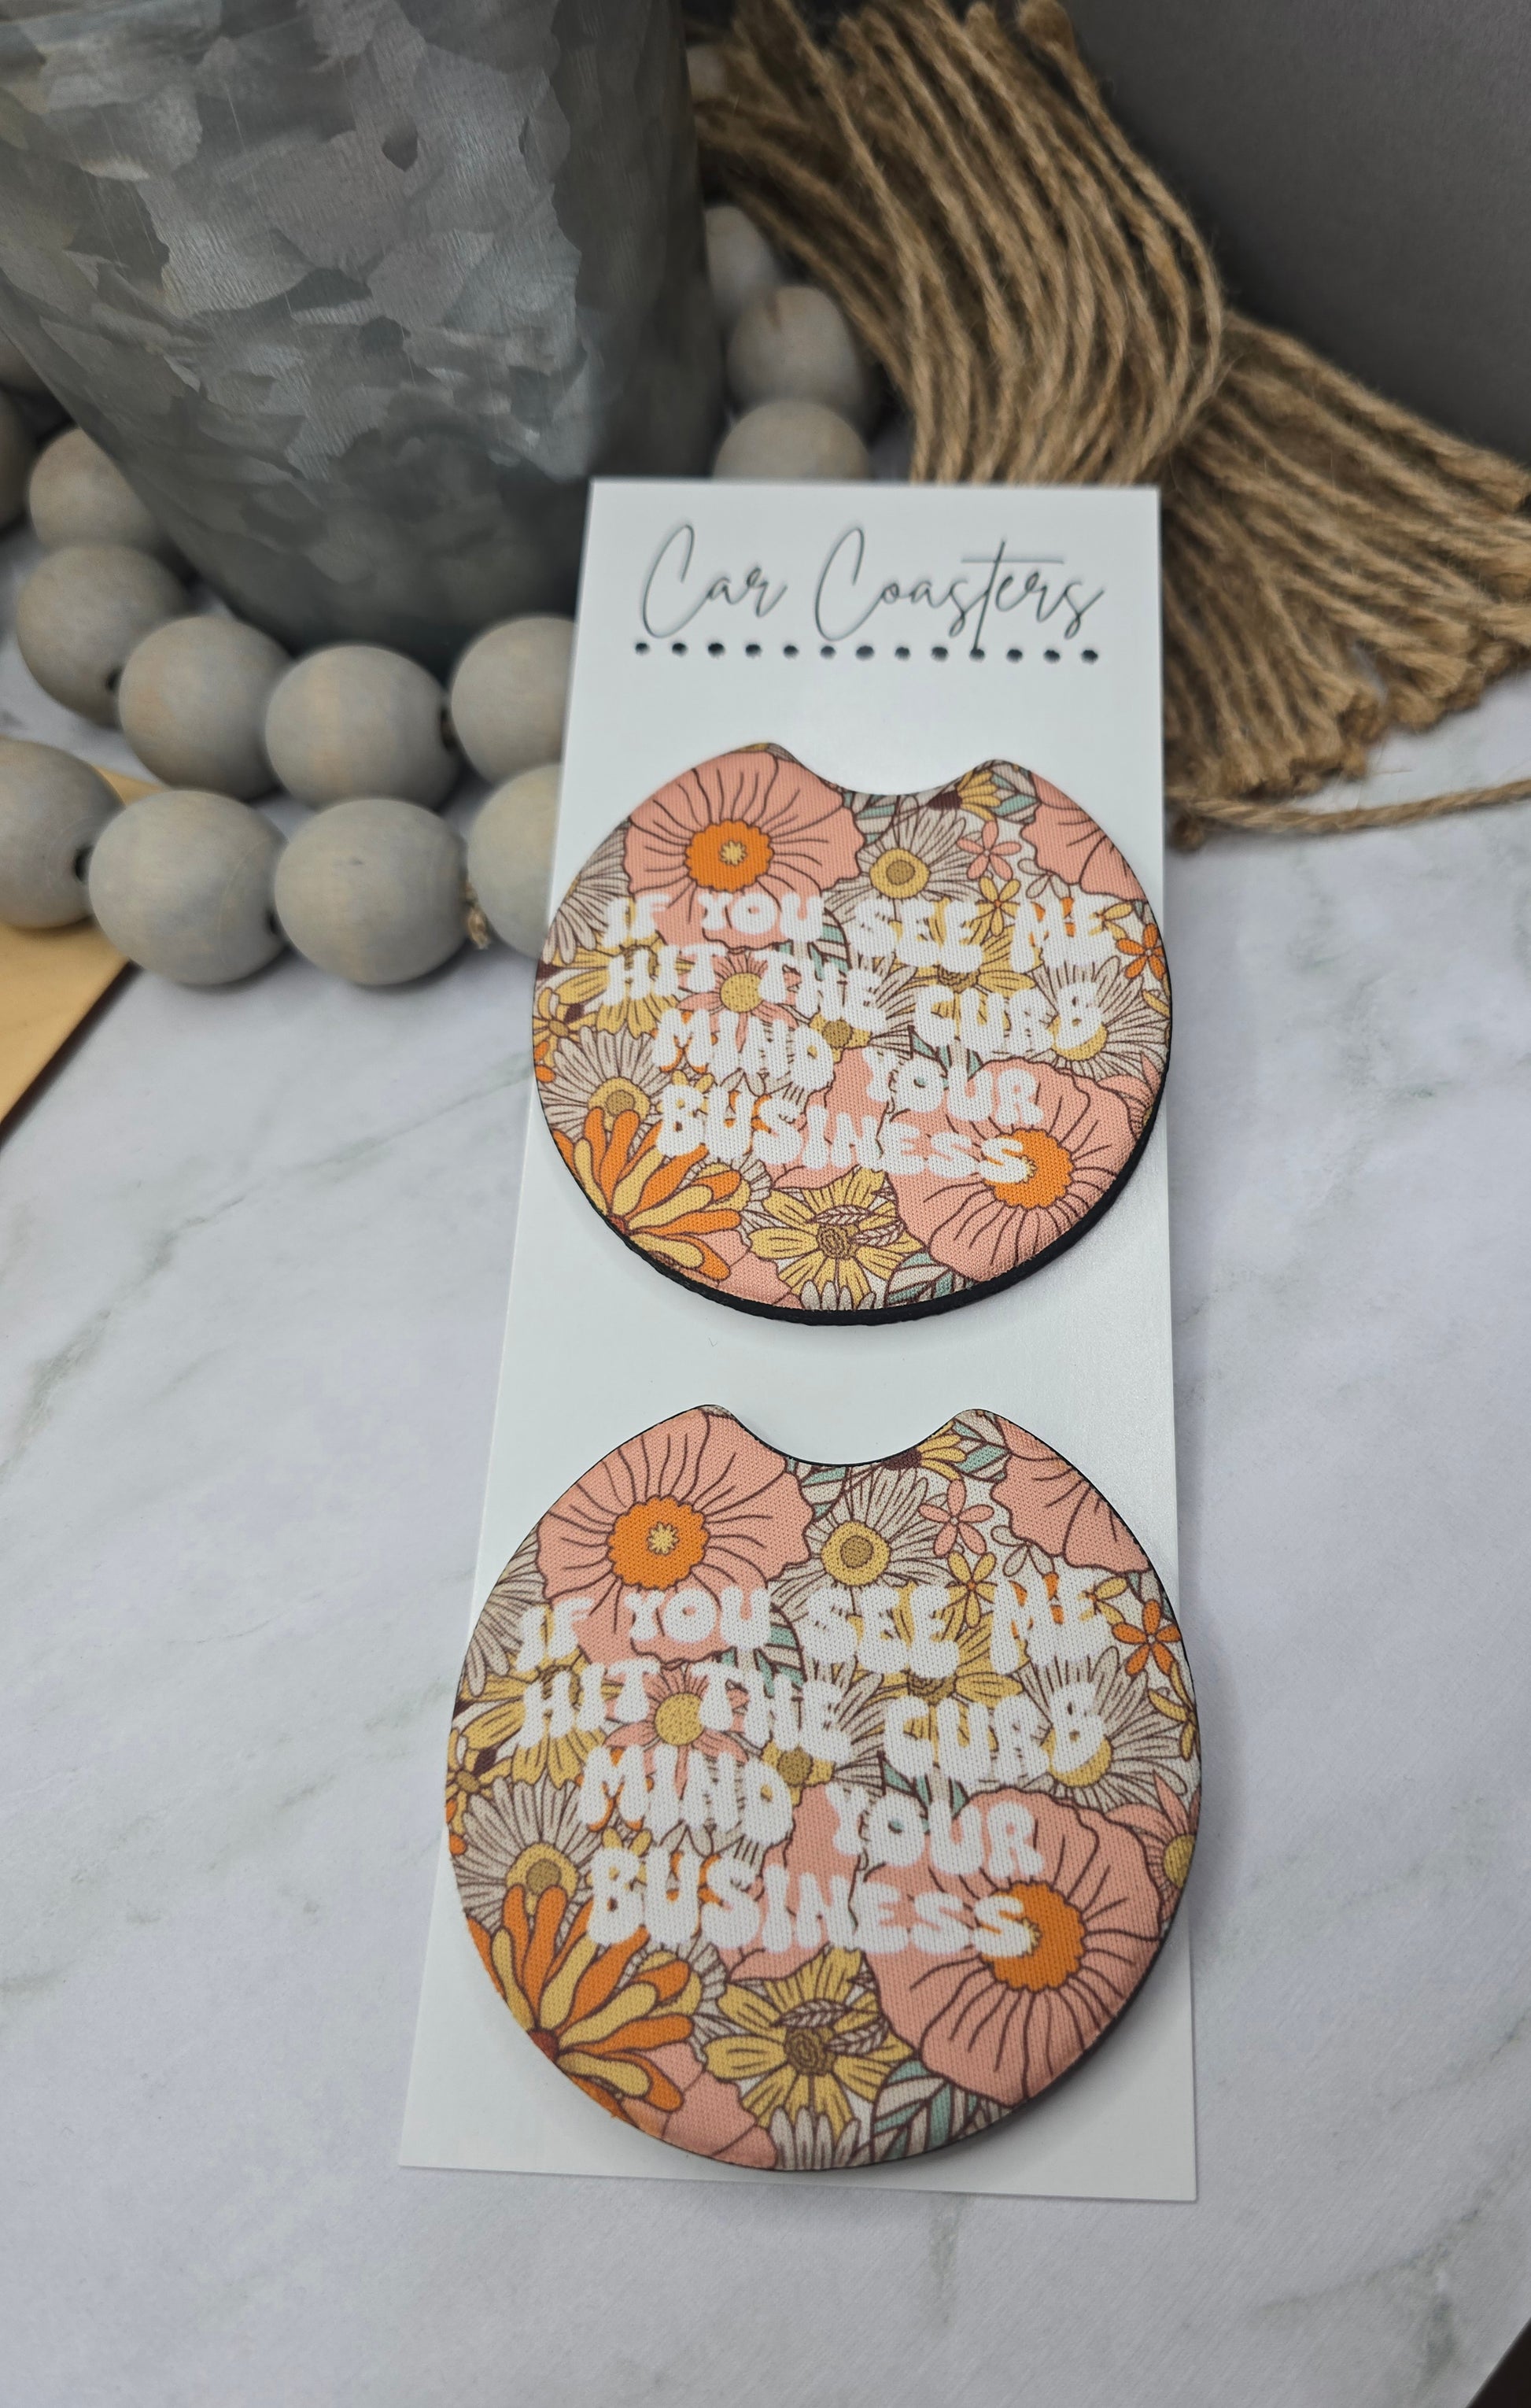 Car Coasters
IF YOU SEE ME
HIT THE CURB
MIND YOUR
BUSINESS
IF YOU SEE ME
HIT THE CURB
MIND YOUR
BUSINESS